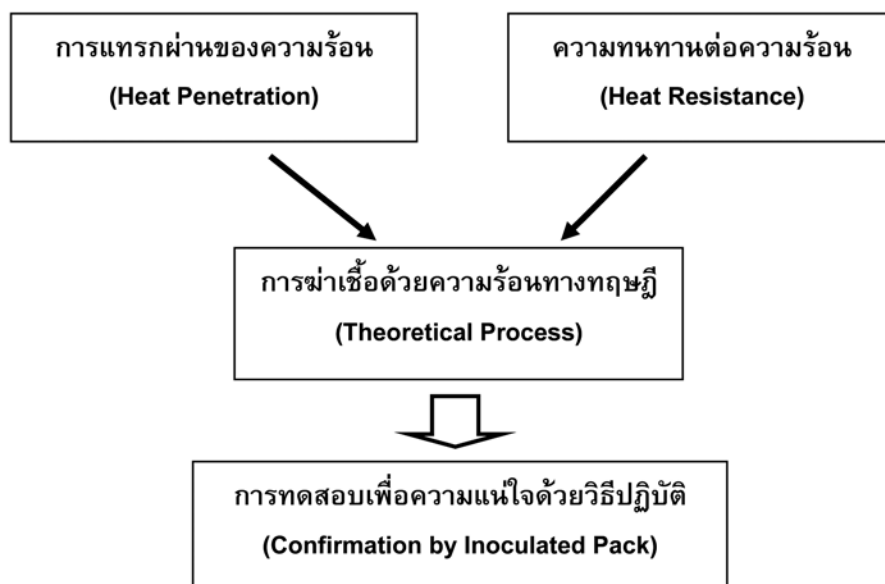 การแทรกผ่านของความร้อน
(Heat Penetration)
ความทนทานต่อความร้อน
(Heat Resistance)
การฆ่าเชื้อด้วยความร้อนทางทฤษฎี
(Theoretical Process)
การทดสอบเพื่อความแน่ใจด้วยวิธีปฏิบัติ
(Confirmation by Inoculated Pack)